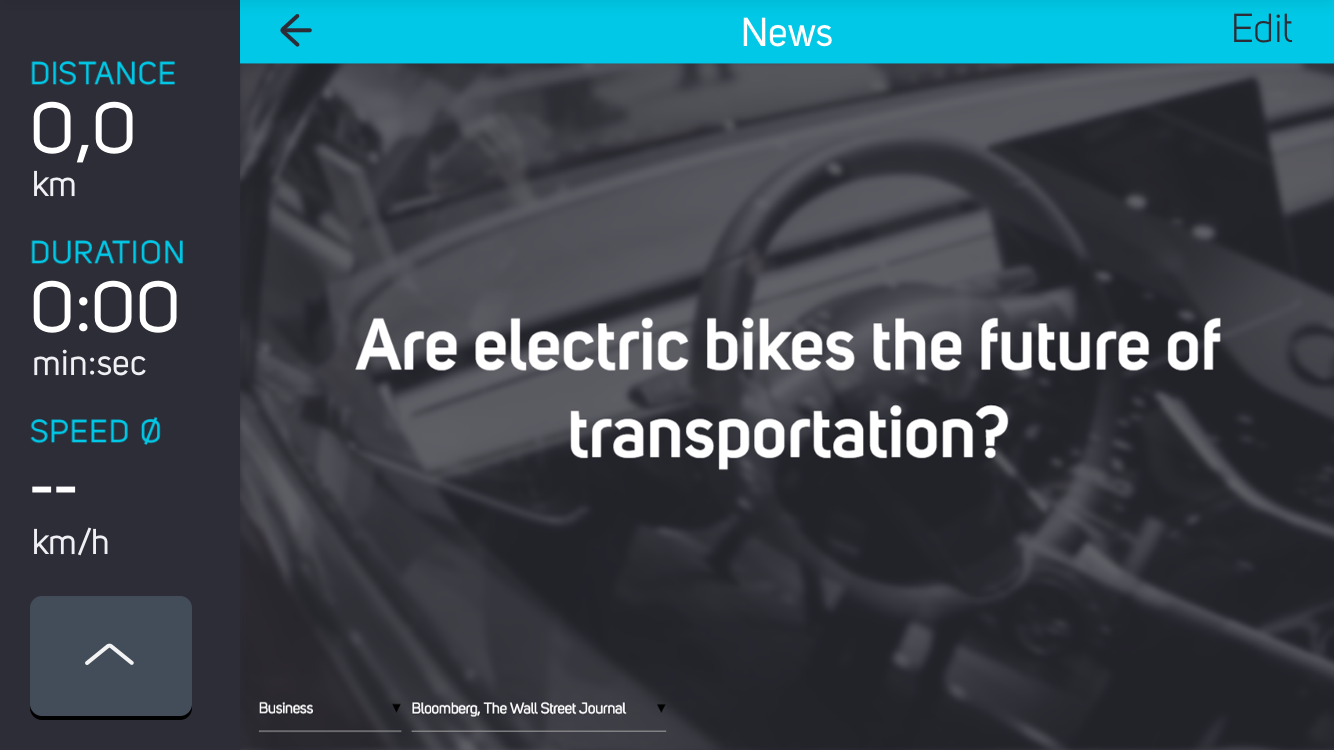 News
Edit
DISTANCE
0,0
km
DURATION
0:00
min:sec
SPEED Ø
--
km/h
Are electric bikes the future of
transportation?
Business
Bloomberg, The Wall Street Journal